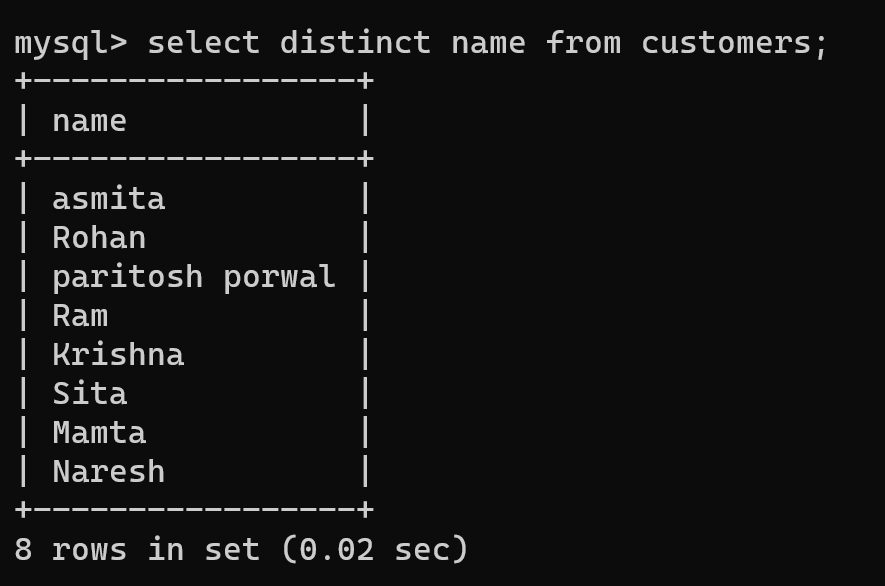 mysql> select distinct name from customers;
+-----------------+
| name            |
+-----------------+
| asmita          |
| Rohan           |
| paritosh porwal |
| Ram             |
| Krishna         |
| Sita            |
| Mamta           |
| Naresh          |
+-----------------+
8 rows in set (0.02 sec)